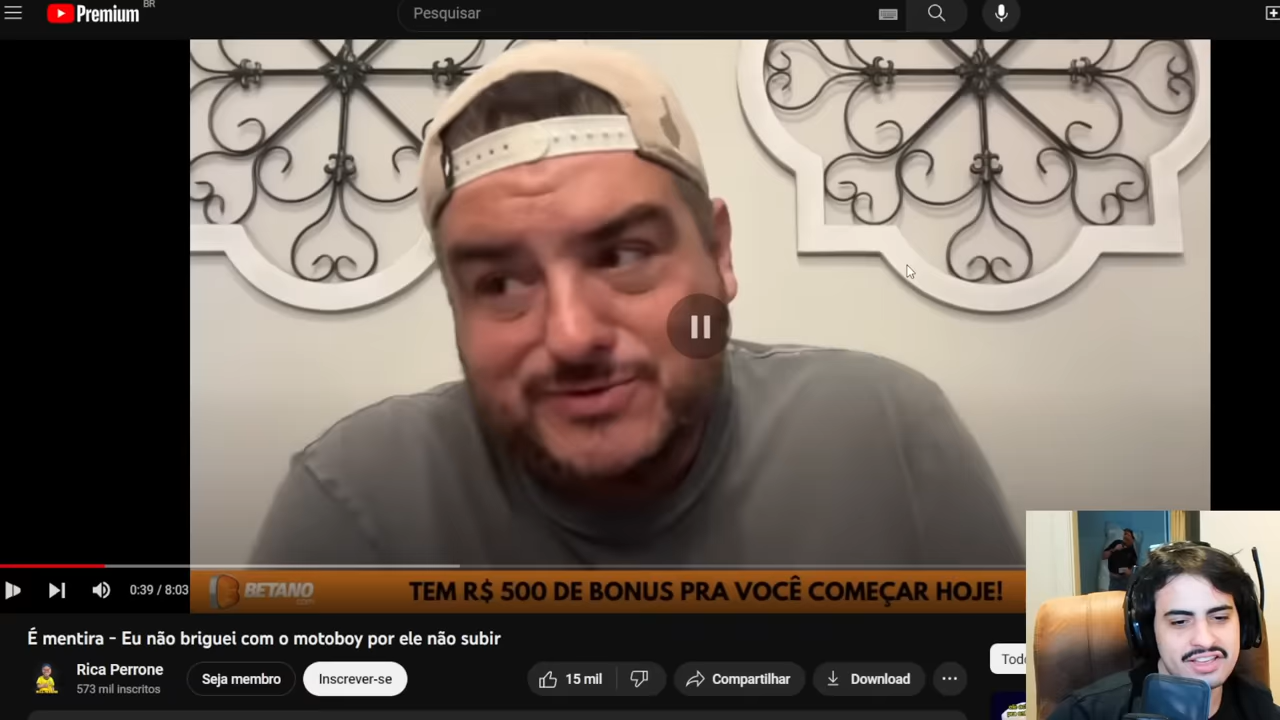 Premium BR
Pesquisar
0:39 / 8:03
BETANO
.com
TEM R$ 500 DE BONUS PRA VOCÊ COMEÇAR HOJE!
É mentira - Eu não briguei com o motoboy por ele não subir
Rica Perrone
573 mil inscritos
Seja membro
Inscrever-se
15 mil
Compartilhar
Download